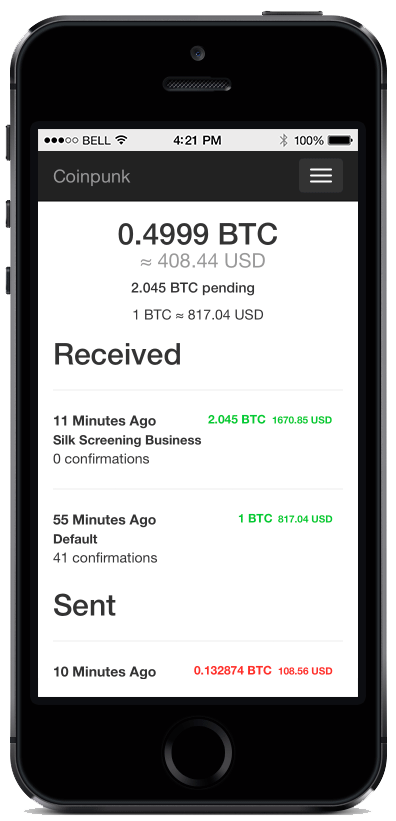 BELL 4:21 PM 100%
Coinpunk
0.4999 BTC
≈ 408.44 USD
2.045 BTC pending
1 BTC ≈ 817.04 USD
Received
11 Minutes Ago 2.045 BTC 1670.85 USD
Silk Screening Business
0 confirmations
55 Minutes Ago 1 BTC 817.04 USD
Default
41 confirmations
Sent
10 Minutes Ago 0.132874 BTC 108.56 USD